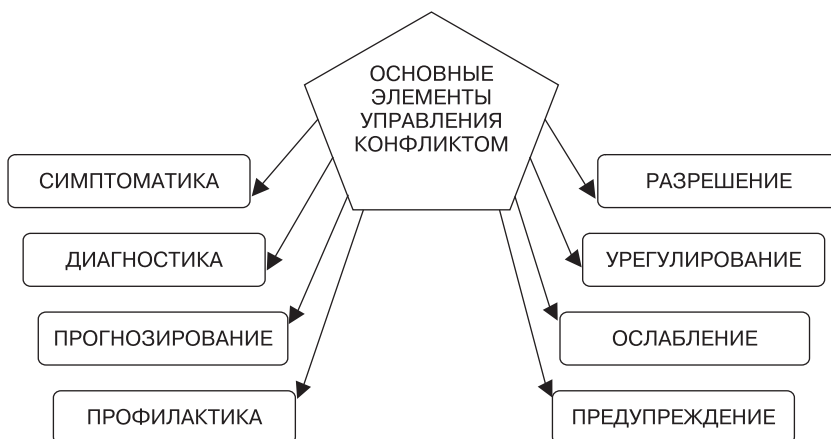 ОСНОВНЫЕ
ЭЛЕМЕНТЫ
УПРАВЛЕНИЯ
КОНФЛИКТОМ
СИМПТОМАТИКА
ДИАГНОСТИКА
ПРОГНОЗИРОВАНИЕ
ПРОФИЛАКТИКА
РАЗРЕШЕНИЕ
УРЕГУЛИРОВАНИЕ
ОСЛАБЛЕНИЕ
ПРЕДУПРЕЖДЕНИЕ